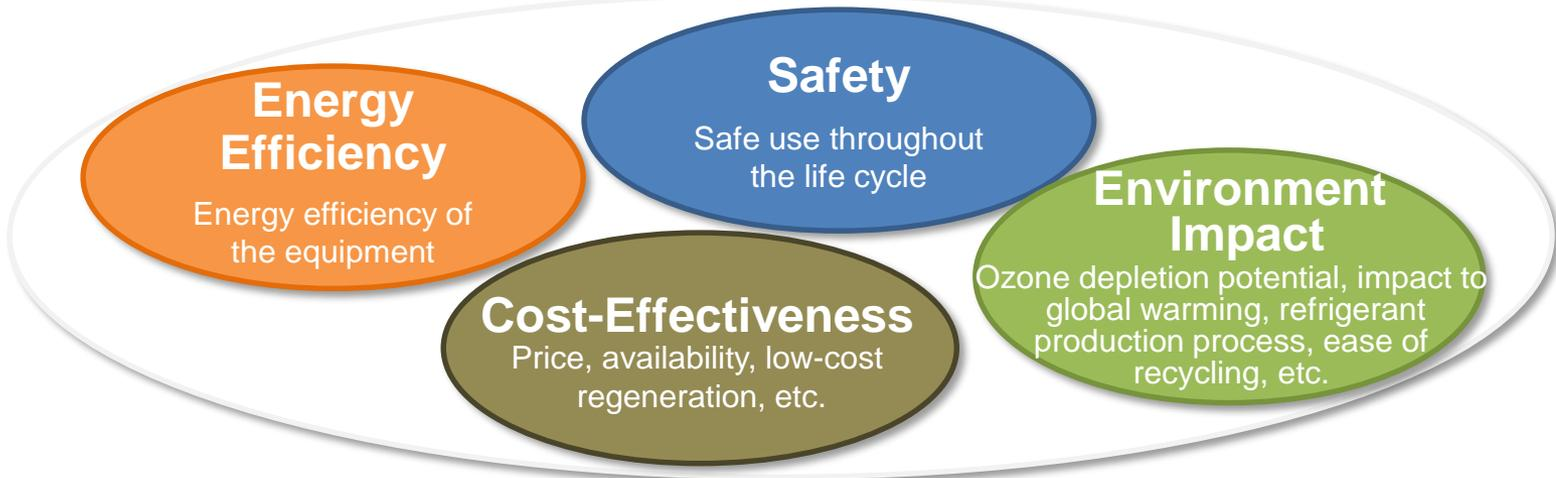 Energy
Efficiency
Energy efficiency of
the equipment
Safety
Safe use throughout
the life cycle
Cost-Effectiveness
Price, availability, low-cost
regeneration, etc.
Environment
Impact
Ozone depletion potential, impact to
global warming, refrigerant
production process, ease of
recycling, etc.